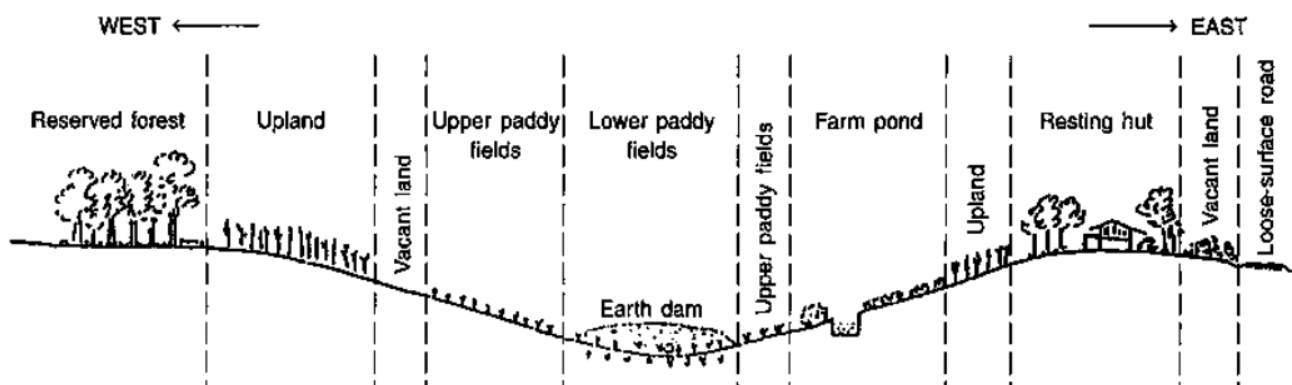 WEST
EAST
Reserved forest
Upland
Vacant land
Upper paddy
fields
Lower paddy
fields
Upper paddy fields
Farm pond
Upland
Resting hut
Vacant land
Loose-surface road
Earth dam